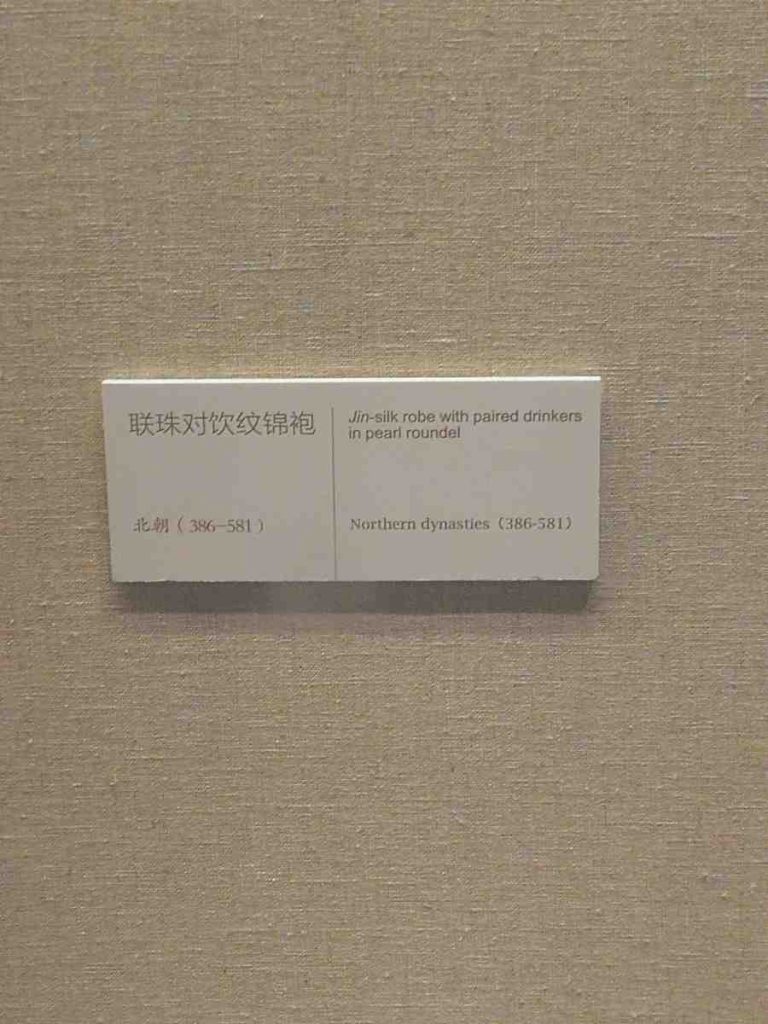 联珠对饮纹锦袍
北朝（386—581）
Jin-silk robe with paired drinkers
in pearl roundel
Northern dynasties（386-581）